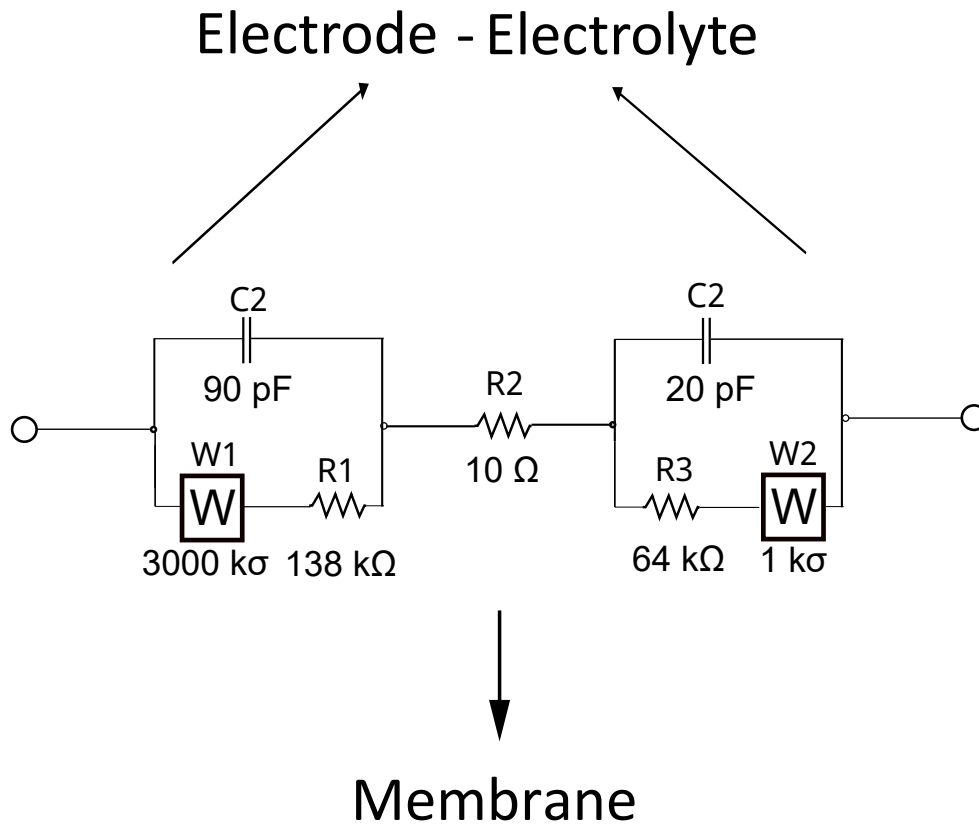 Electrode - Electrolyte
C2
90 pF
W1
W
3000 kσ
R1
138 kΩ
R2
10 Ω
C2
20 pF
R3
64 kΩ
W2
W
1 kσ
Membrane